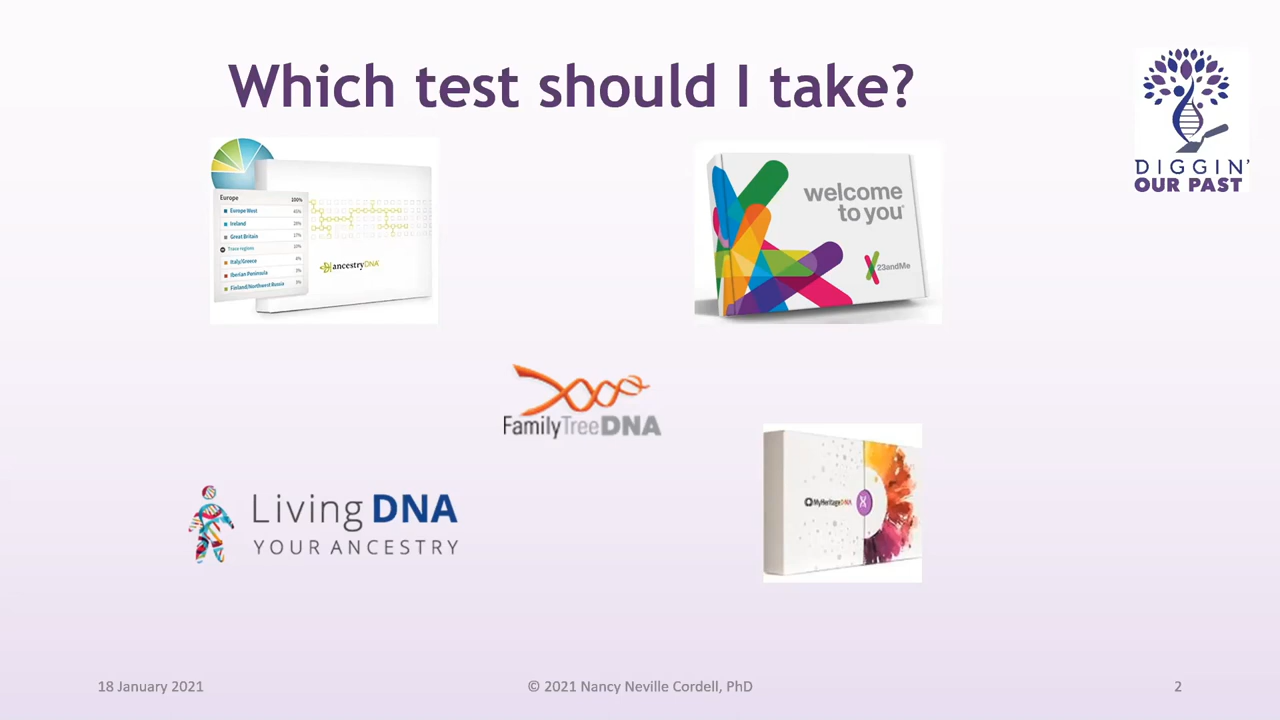 Which test should I take?
DIGGIN'
OUR PAST
Europe 100%
Europe West
Ireland
Great Britain
Trace regions
Italy/Greece
Iberian Peninsula
Finland/Northwest Russia
ancestryDNA
welcome
to you
23andMe
FamilyTreeDNA
Living DNA
YOUR ANCESTRY
MyHeritage DNA
18 January 2021
© 2021 Nancy Neville Cordell, PhD
2